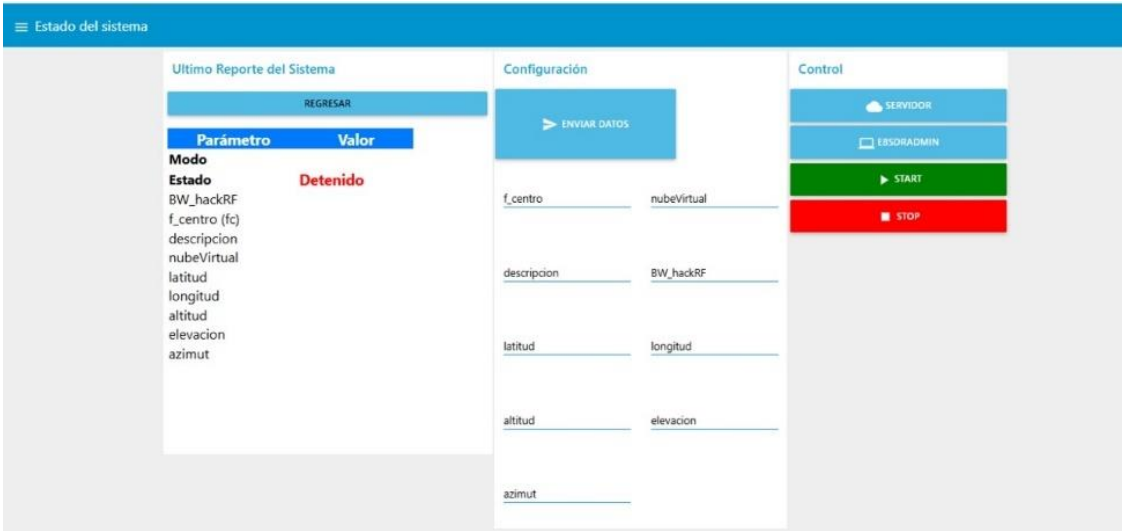 Estado del sistema
Ultimo Reporte del Sistema
REGRESAR
Parámetro Valor
Modo
Estado Detenido
BW_hackRF
f_centro (fc)
descripcion
nubeVirtual
latitud
longitud
altitud
elevacion
azimut
Configuración
ENVIAR DATOS
f_centro nubeVirtual
descripcion BW_hackRF
latitud longitud
altitud elevacion
azimut
Control
SERVIDOR
EBSDRADMIN
START
STOP